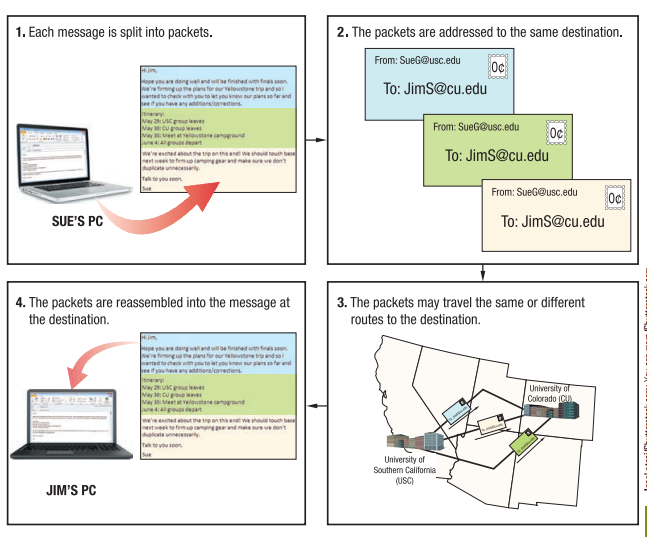 1. Each message is split into packets.
Hi Jim,
Hope you are doing well and will be finished with finals soon.
We're firming up the plans for our Yellowstone trip and so I
wanted to check with you to let you know our plans so far and
see if you have any additions/corrections.
Itinerary:
May 29: USC group leaves
May 30: CU group leaves
May 30: Meet at Yellowstone campground
June 4: All groups depart
We're excited about the trip on this end! We should touch base
next week to firm up camping gear and make sure we don't
duplicate unnecessarily.
Talk to you soon,
Sue
SUE'S PC
2. The packets are addressed to the same destination.
From: SueG@usc.edu
0¢
To: JimS@cu.edu
From: SueG@usc.edu
0¢
To: JimS@cu.edu
From: SueG@usc.edu
0¢
To: JimS@cu.edu
4. The packets are reassembled into the message at
the destination.
Hi Jim,
Hope you are doing well and will be finished with finals soon.
We're firming up the plans for our Yellowstone trip and so I
wanted to check with you to let you know our plans so far and
see if you have any additions/corrections.
Itinerary:
May 29: USC group leaves
May 30: CU group leaves
May 30: Meet at Yellowstone campground
June 4: All groups depart
We're excited about the trip on this end! We should touch base
next week to firm up camping gear and make sure we don't
duplicate unnecessarily.
Talk to you soon,
Sue
JIM'S PC
3. The packets may travel the same or different
routes to the destination.
University of
Colorado (CU)
University of
Southern California
(USC)